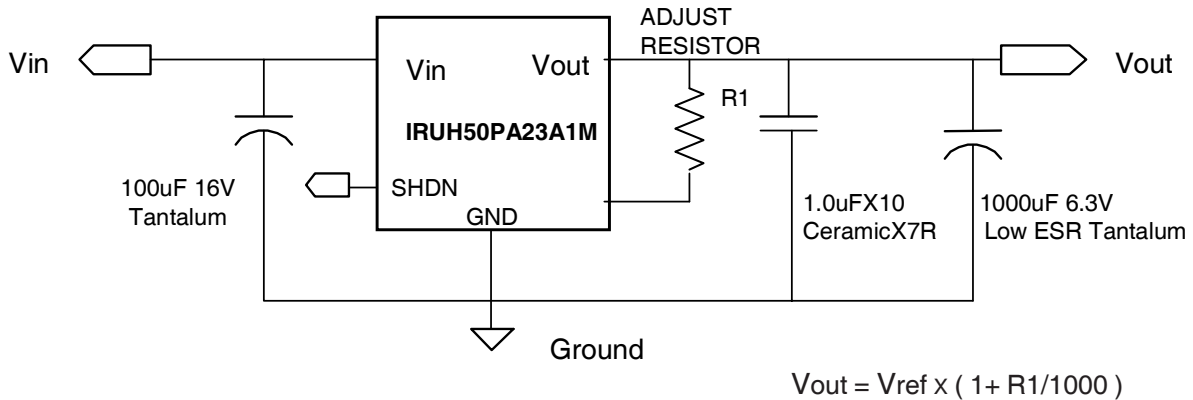 ADJUST
RESISTOR
Vin
Vin
Vout
Vout
R1
IRUH50PA23A1M
SHDN
GND
100uF 16V
Tantalum
1.0uFX10
CeramicX7R
1000uF 6.3V
Low ESR Tantalum
Ground
Vout = Vref x ( 1+ R1/1000 )